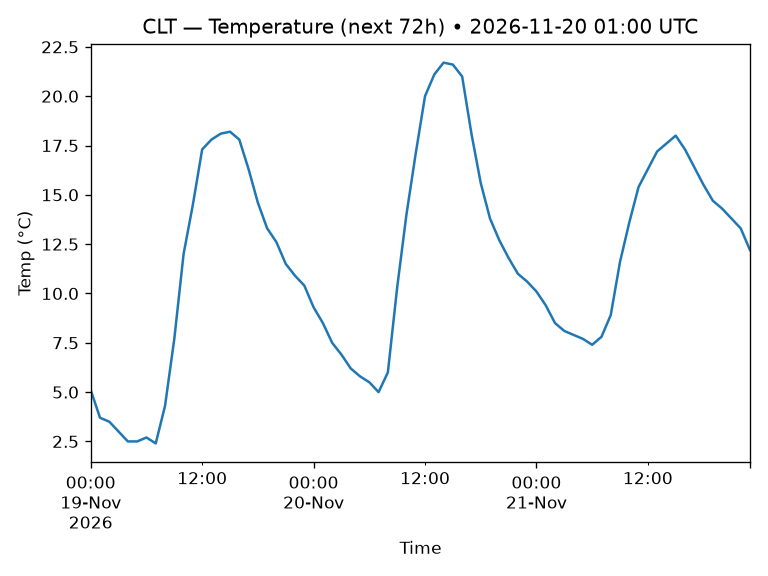 CLT — Temperature (next 72h) • 2026-11-20 01:00 UTC
22.5
20.0
17.5
15.0
12.5
10.0
7.5
5.0
2.5
Temp (°C)
00:00 12:00 00:00 12:00 00:00 12:00
19-Nov 20-Nov 21-Nov
2026
Time